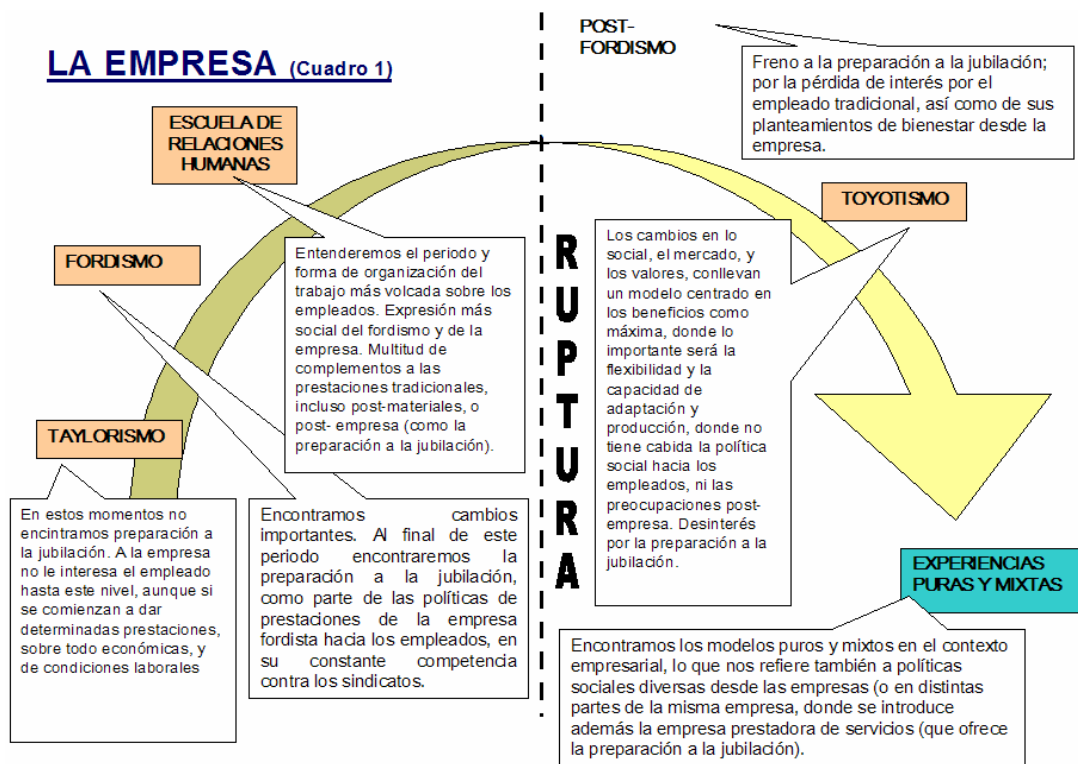 LA EMPRESA (Cuadro 1)
ESCUELA DE
RELACIONES
HUMANAS
Entenderemos el periodo y
forma de organización del
trabajo más volcada sobre los
empleados. Expresión más
social del fordismo y de la
empresa. Multitud de
complementos a las
prestaciones tradicionales,
incluso post-materiales, o
post- empresa (como la
preparación a la jubilación).
FORDISMO
Encontramos cambios
importantes. Al final de este
periodo encontraremos la
preparación a la jubilación,
como parte de las políticas de
prestaciones de la empresa
fordista hacia los empleados, en
su constante competencia
contra los sindicatos.
TAYLORISMO
En estos momentos no
encintramos preparación a
la jubilación. A la empresa
no le interesa el empleado
hasta este nivel, aunque si
se comienzan a dar
determinadas prestaciones,
sobre todo económicas, y
de condiciones laborales
RUPTURA
POST-
FORDISMO
Freno a la preparación a la jubilación;
por la pérdida de interés por el
empleado tradicional, así como de sus
planteamientos de bienestar desde la
empresa.
TOYOTISMO
Los cambios en lo
social, el mercado, y
los valores, conllevan
un modelo centrado en
los beneficios como
máxima, donde lo
importante será la
flexibilidad y la
capacidad de
adaptación y
producción, donde no
tiene cabida la política
social hacia los
empleados, ni las
preocupaciones post-
empresa. Desinterés
por la preparación a la
jubilación.
EXPERIENCIAS
PURAS Y MIXTAS
Encontramos los modelos puros y mixtos en el contexto
empresarial, lo que nos refiere también a políticas
sociales diversas desde las empresas (o en distintas
partes de la misma empresa, donde se introduce
además la empresa prestadora de servicios (que ofrece
la preparación a la jubilación).